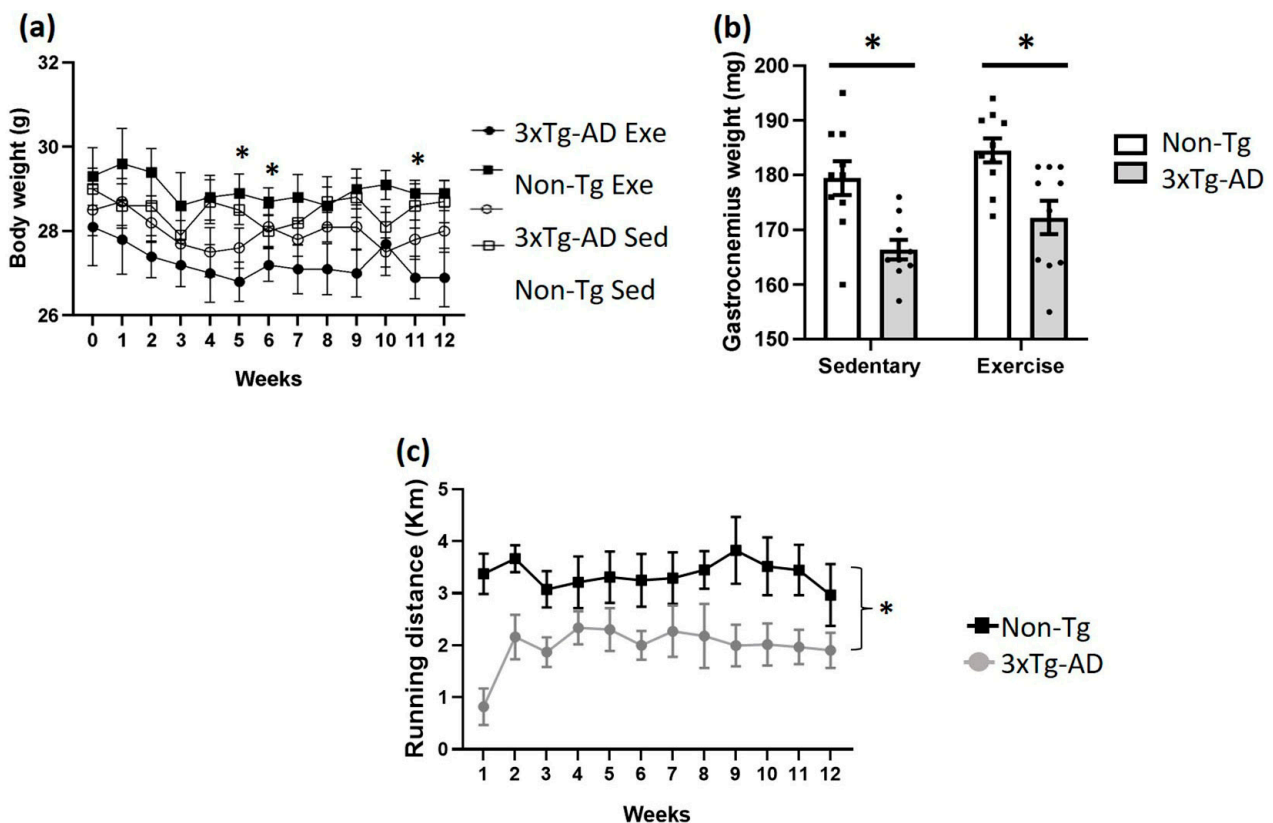 (a)
Body weight (g)
32
30
28
26
* * *
0 1 2 3 4 5 6 7 8 9 10 11 12
Weeks
3xTg-AD Exe
Non-Tg Exe
3xTg-AD Sed
Non-Tg Sed
(b)
Gastrocnemius weight (mg)
200
190
180
170
160
150
* *
Sedentary Exercise
Non-Tg
3xTg-AD
(c)
Running distance (Km)
5
4
3
2
1
0
*
1 2 3 4 5 6 7 8 9 10 11 12
Weeks
Non-Tg
3xTg-AD